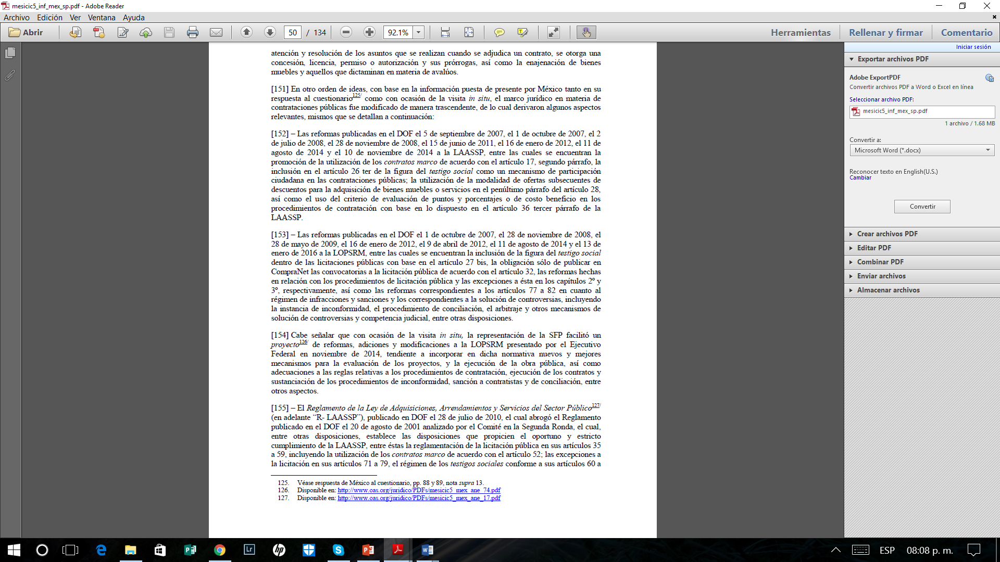 mesicic5_inf_mex_sp.pdf - Adobe Reader
Archivo Edición Ver Ventana Ayuda
Abrir 50 / 134 92.1% Herramientas Rellenar y firmar Comentario
atención y resolución de los asuntos que se realizan cuando se adjudica un contrato, se otorga una
concesión, licencia, permiso o autorización y sus prórrogas, así como la enajenación de bienes
muebles y aquellos que dictaminan en materia de avalúos.
[151] En otro orden de ideas, con base en la información puesta de presente por México tanto en su
respuesta al cuestionario125/ como con ocasión de la visita in situ, el marco jurídico en materia de
contrataciones públicas fue modificado de manera trascendente, de lo cual derivaron algunos aspectos
relevantes, mismos que se detallan a continuación:
[152] – Las reformas publicadas en el DOF el 5 de septiembre de 2007, el 1 de octubre de 2007, el 2
de julio de 2008, el 28 de noviembre de 2008, el 15 de junio de 2011, el 16 de enero de 2012, el 11 de
agosto de 2014 y el 10 de noviembre de 2014 a la LAASSP, entre las cuales se encuentran la
promoción de la utilización de los contratos marco de acuerdo con el artículo 17, segundo párrafo, la
inclusión en el artículo 26 ter de la figura del testigo social como un mecanismo de participación
ciudadana en las contrataciones públicas; la utilización de la modalidad de ofertas subsecuentes de
descuentos para la adquisición de bienes muebles o servicios en el penúltimo párrafo del artículo 28,
así como el uso del criterio de evaluación de puntos y porcentajes o de costo beneficio en los
procedimientos de contratación con base en lo dispuesto en el artículo 36 tercer párrafo de la
LAASSP.
[153] – Las reformas publicadas en el DOF el 1 de octubre de 2007, el 28 de noviembre de 2008, el
28 de mayo de 2009, el 16 de enero de 2012, el 9 de abril de 2012, el 11 de agosto de 2014 y el 13 de
enero de 2016 a la LOPSRM, entre las cuales se encuentran la inclusión de la figura del testigo social
dentro de las licitaciones públicas con base en el artículo 27 bis, la obligación sólo de publicar en
CompraNet las convocatorias a la licitación pública de acuerdo con el artículo 32, las reformas hechas
en relación con los procedimientos de licitación pública y las excepciones a ésta en los capítulos 2º y
3º, respectivamente, así como las reformas correspondientes a los artículos 77 a 82 en cuanto al
régimen de infracciones y sanciones y los correspondientes a la solución de controversias, incluyendo
la instancia de inconformidad, el procedimiento de conciliación, el arbitraje y otros mecanismos de
solución de controversias y competencia judicial, entre otras disposiciones.
[154] Cabe señalar que con ocasión de la visita in situ, la representación de la SFP facilitó un
proyecto126/ de reformas, adiciones y modificaciones a la LOPSRM presentado por el Ejecutivo
Federal en noviembre de 2014, tendiente a incorporar en dicha normativa nuevos y mejores
mecanismos para la evaluación de los proyectos, y la ejecución de la obra pública, así como
adecuaciones a las reglas relativas a los procedimientos de contratación, ejecución de los contratos y
sustanciación de los procedimientos de inconformidad, sanción a contratistas y de conciliación, entre
otros aspectos.
[155] – El Reglamento de la Ley de Adquisiciones, Arrendamientos y Servicios del Sector Público127/
(en adelante “R- LAASSP”), publicado en DOF el 28 de julio de 2010, el cual abrogó el Reglamento
publicado en el DOF el 20 de agosto de 2001 analizado por el Comité en la Segunda Ronda, el cual,
entre otras disposiciones, establece las disposiciones que propicien el oportuno y estricto
cumplimiento de la LAASSP, entre éstas la reglamentación de la licitación pública en sus artículos 35
a 59, incluyendo la utilización de los contratos marco de acuerdo con el artículo 52; las excepciones a
la licitación en sus artículos 71 a 79, el régimen de los testigos sociales conforme a sus artículos 60 a
125. Véase respuesta de México al cuestionario, pp. 88 y 89, nota supra 13.
126. Disponible en: http://www.oas.org/juridico/PDFs/mesicic5_mex_ane_74.pdf
127. Disponible en: http://www.oas.org/juridico/PDFs/mesicic5_mex_ane_17.pdf
Iniciar sesión
Exportar archivos PDF
Adobe ExportPDF
Convertir archivos PDF a Word o Excel en línea
Seleccionar archivo PDF:
mesicic5_inf_mex_sp.pdf
1 archivo / 1.68 MB
Convertir a:
Microsoft Word (*.docx)
Reconocer texto en English(U.S.)
Cambiar
Convertir
Crear archivos PDF
Editar PDF
Combinar PDF
Enviar archivos
Almacenar archivos
Lr
hp
ESP 08:08 p. m.